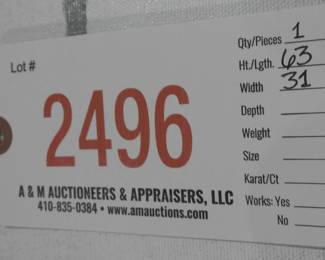 Lot #
2496
A & M AUCTIONEERS & APPRAISERS, LLC
410-835-0384 • www.amauctions.com
Qty/Pieces 1
Ht./Lgth. 63
Width 31
Depth
Weight
Size
Karat/Ct
Works: Yes
No